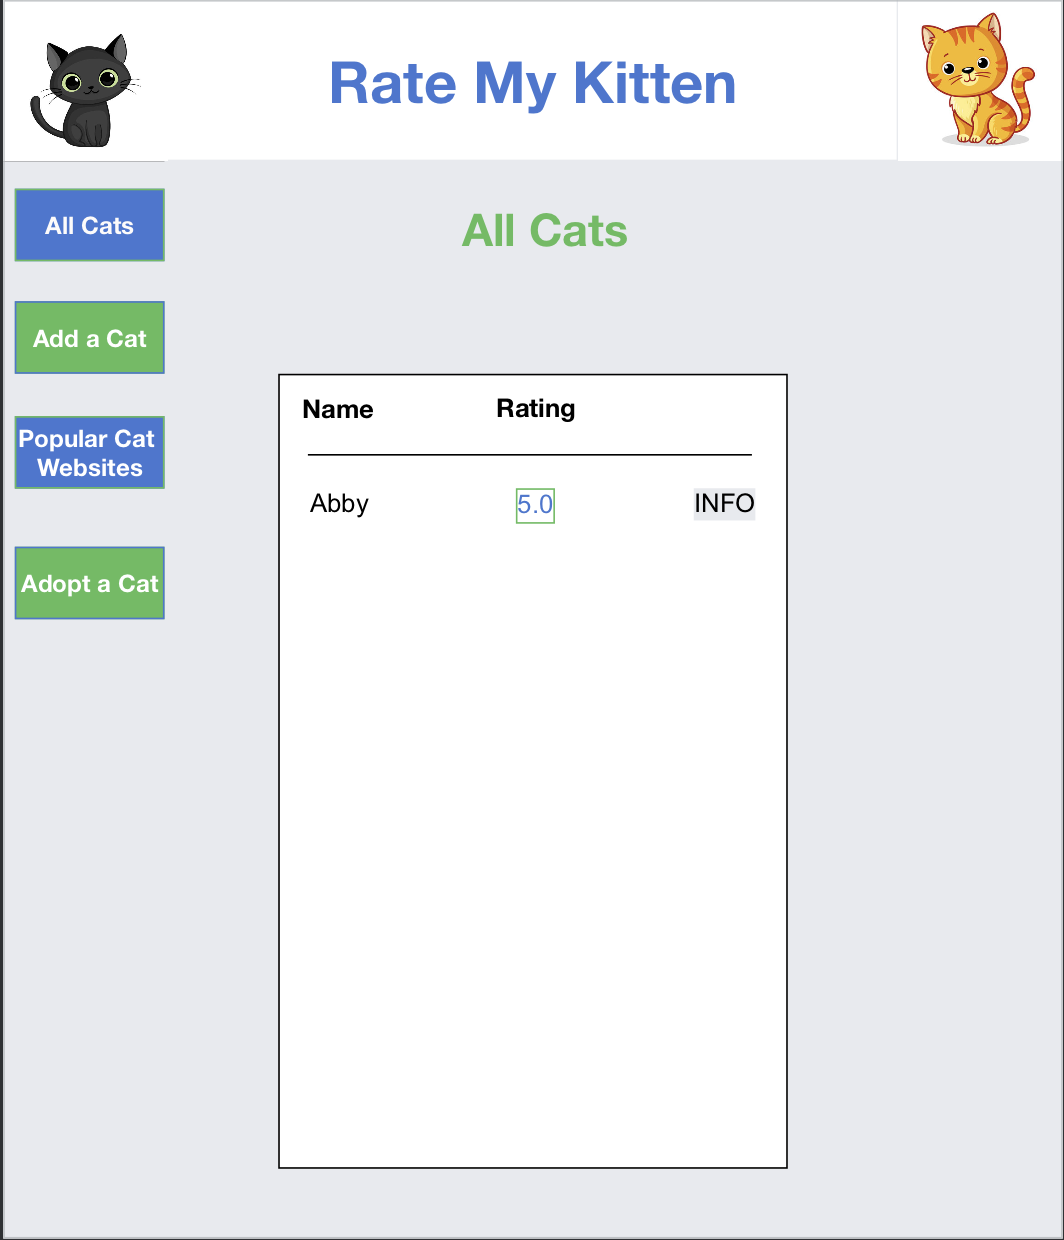 Rate My Kitten
All Cats
Add a Cat
Popular Cat
Websites
Adopt a Cat
All Cats
Name Rating
Abby 5.0 INFO